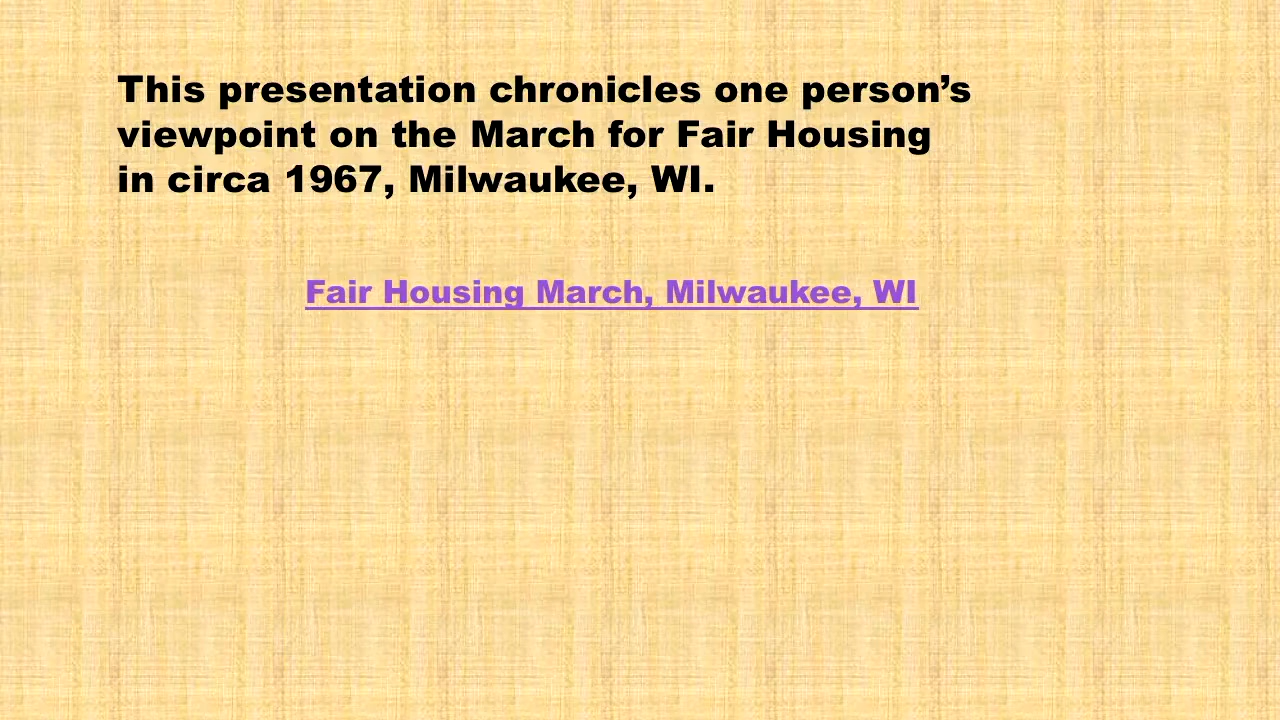 This presentation chronicles one person’s
viewpoint on the March for Fair Housing
in circa 1967, Milwaukee, WI.
Fair Housing March, Milwaukee, WI